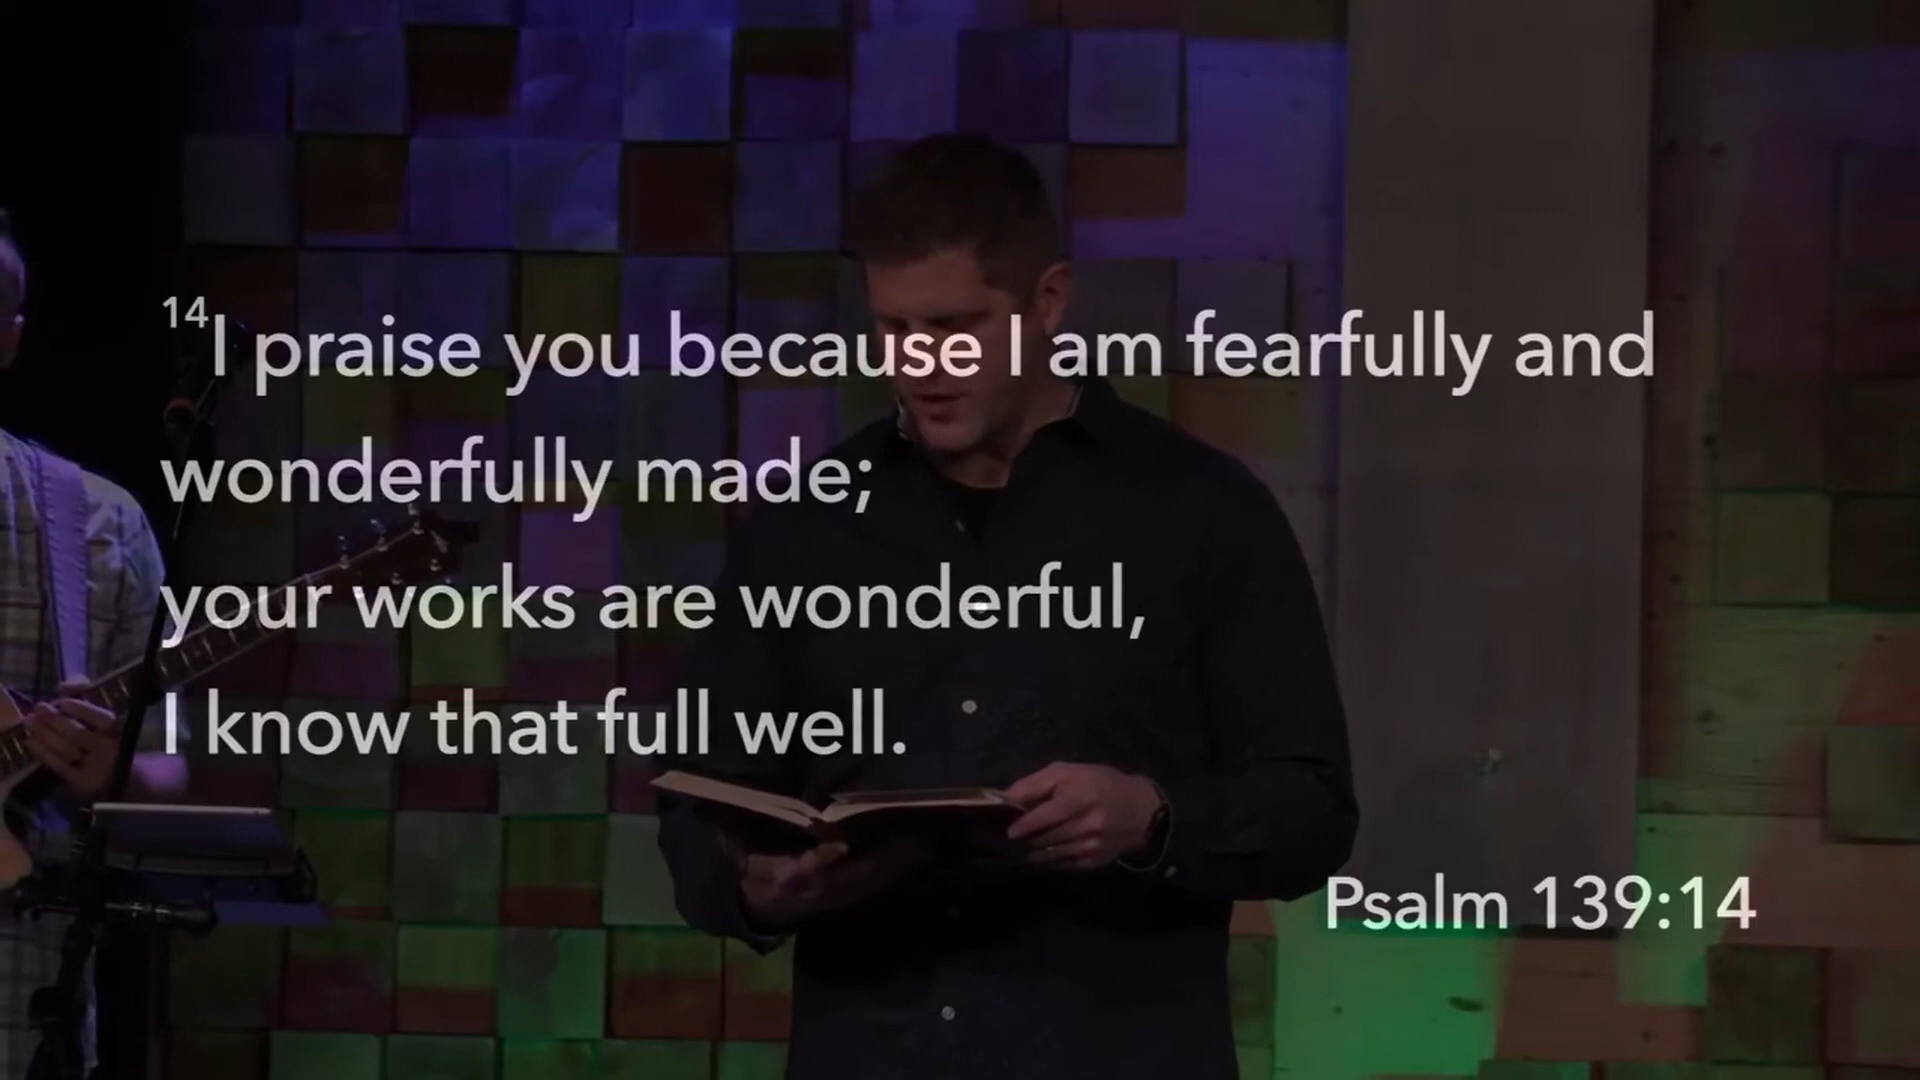 14I praise you because I am fearfully and
wonderfully made;
your works are wonderful,
I know that full well.
Psalm 139:14